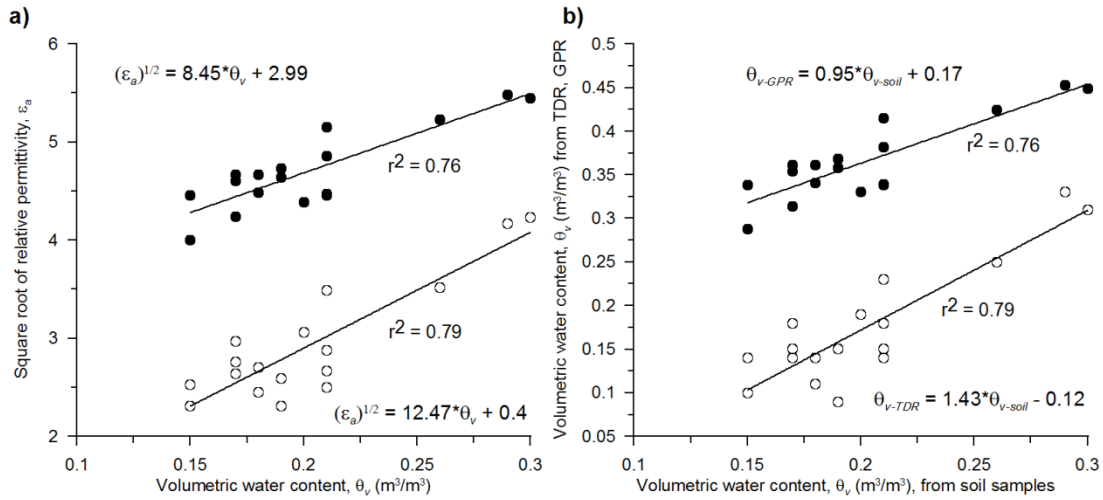 a)
Square root of relative permittivity, εa
6
5
4
3
2
(εa)1/2 = 8.45*θv + 2.99
r2 = 0.76
r2 = 0.79
(εa)1/2 = 12.47*θv + 0.4
0.1 0.15 0.2 0.25 0.3
Volumetric water content, θv (m3/m3)
b)
Volumetric water content, θv (m3/m3) from TDR, GPR
0.5
0.45
0.4
0.35
0.3
0.25
0.2
0.15
0.1
0.05
θv-GPR = 0.95*θv-soil + 0.17
r2 = 0.76
r2 = 0.79
θv-TDR = 1.43*θv-soil - 0.12
0.1 0.15 0.2 0.25 0.3
Volumetric water content, θv (m3/m3), from soil samples